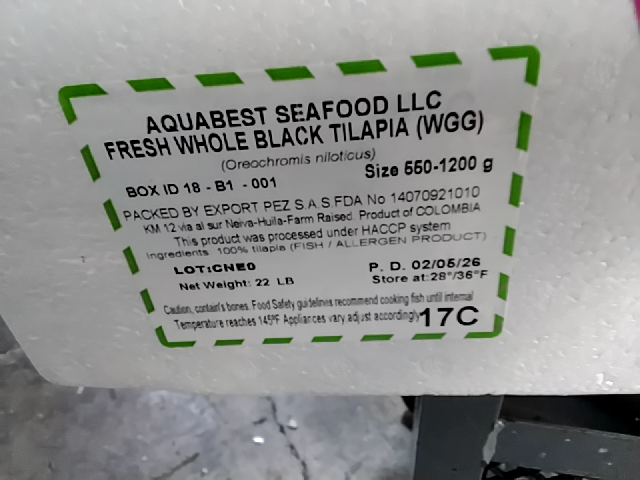 AQUABEST SEAFOOD LLC
FRESH WHOLE BLACK TILAPIA (WGG)
(Oreochromis niloticus)
BOX ID 18 - B1 - 001 Size 550-1200 g
PACKED BY EXPORT PEZ S.A.S FDA No 14070921010
KM 12 via al sur Neiva-Huila-Farm Raised. Product of COLOMBIA
This product was processed under HACCP system
Ingredients: 100% tilapia (FISH / ALLERGEN PRODUCT)
LOT:CNE0 P. D. 02/05/26
Net Weight: 22 LB Store at:28°/36°F
Caution, contain's bones. Food Safety guidelines recommend cooking fish until internal
Temperature reaches 145°F Appliances vary adjust accordingly 17C